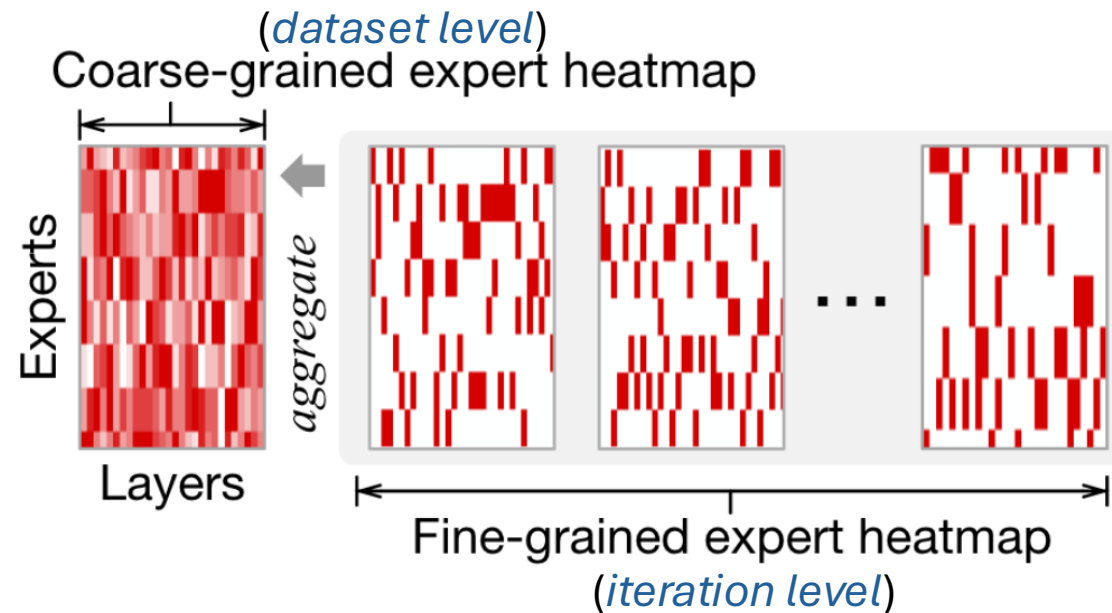 (dataset level)
Coarse-grained expert heatmap
Experts
Layers
aggregate
...
Fine-grained expert heatmap
(iteration level)